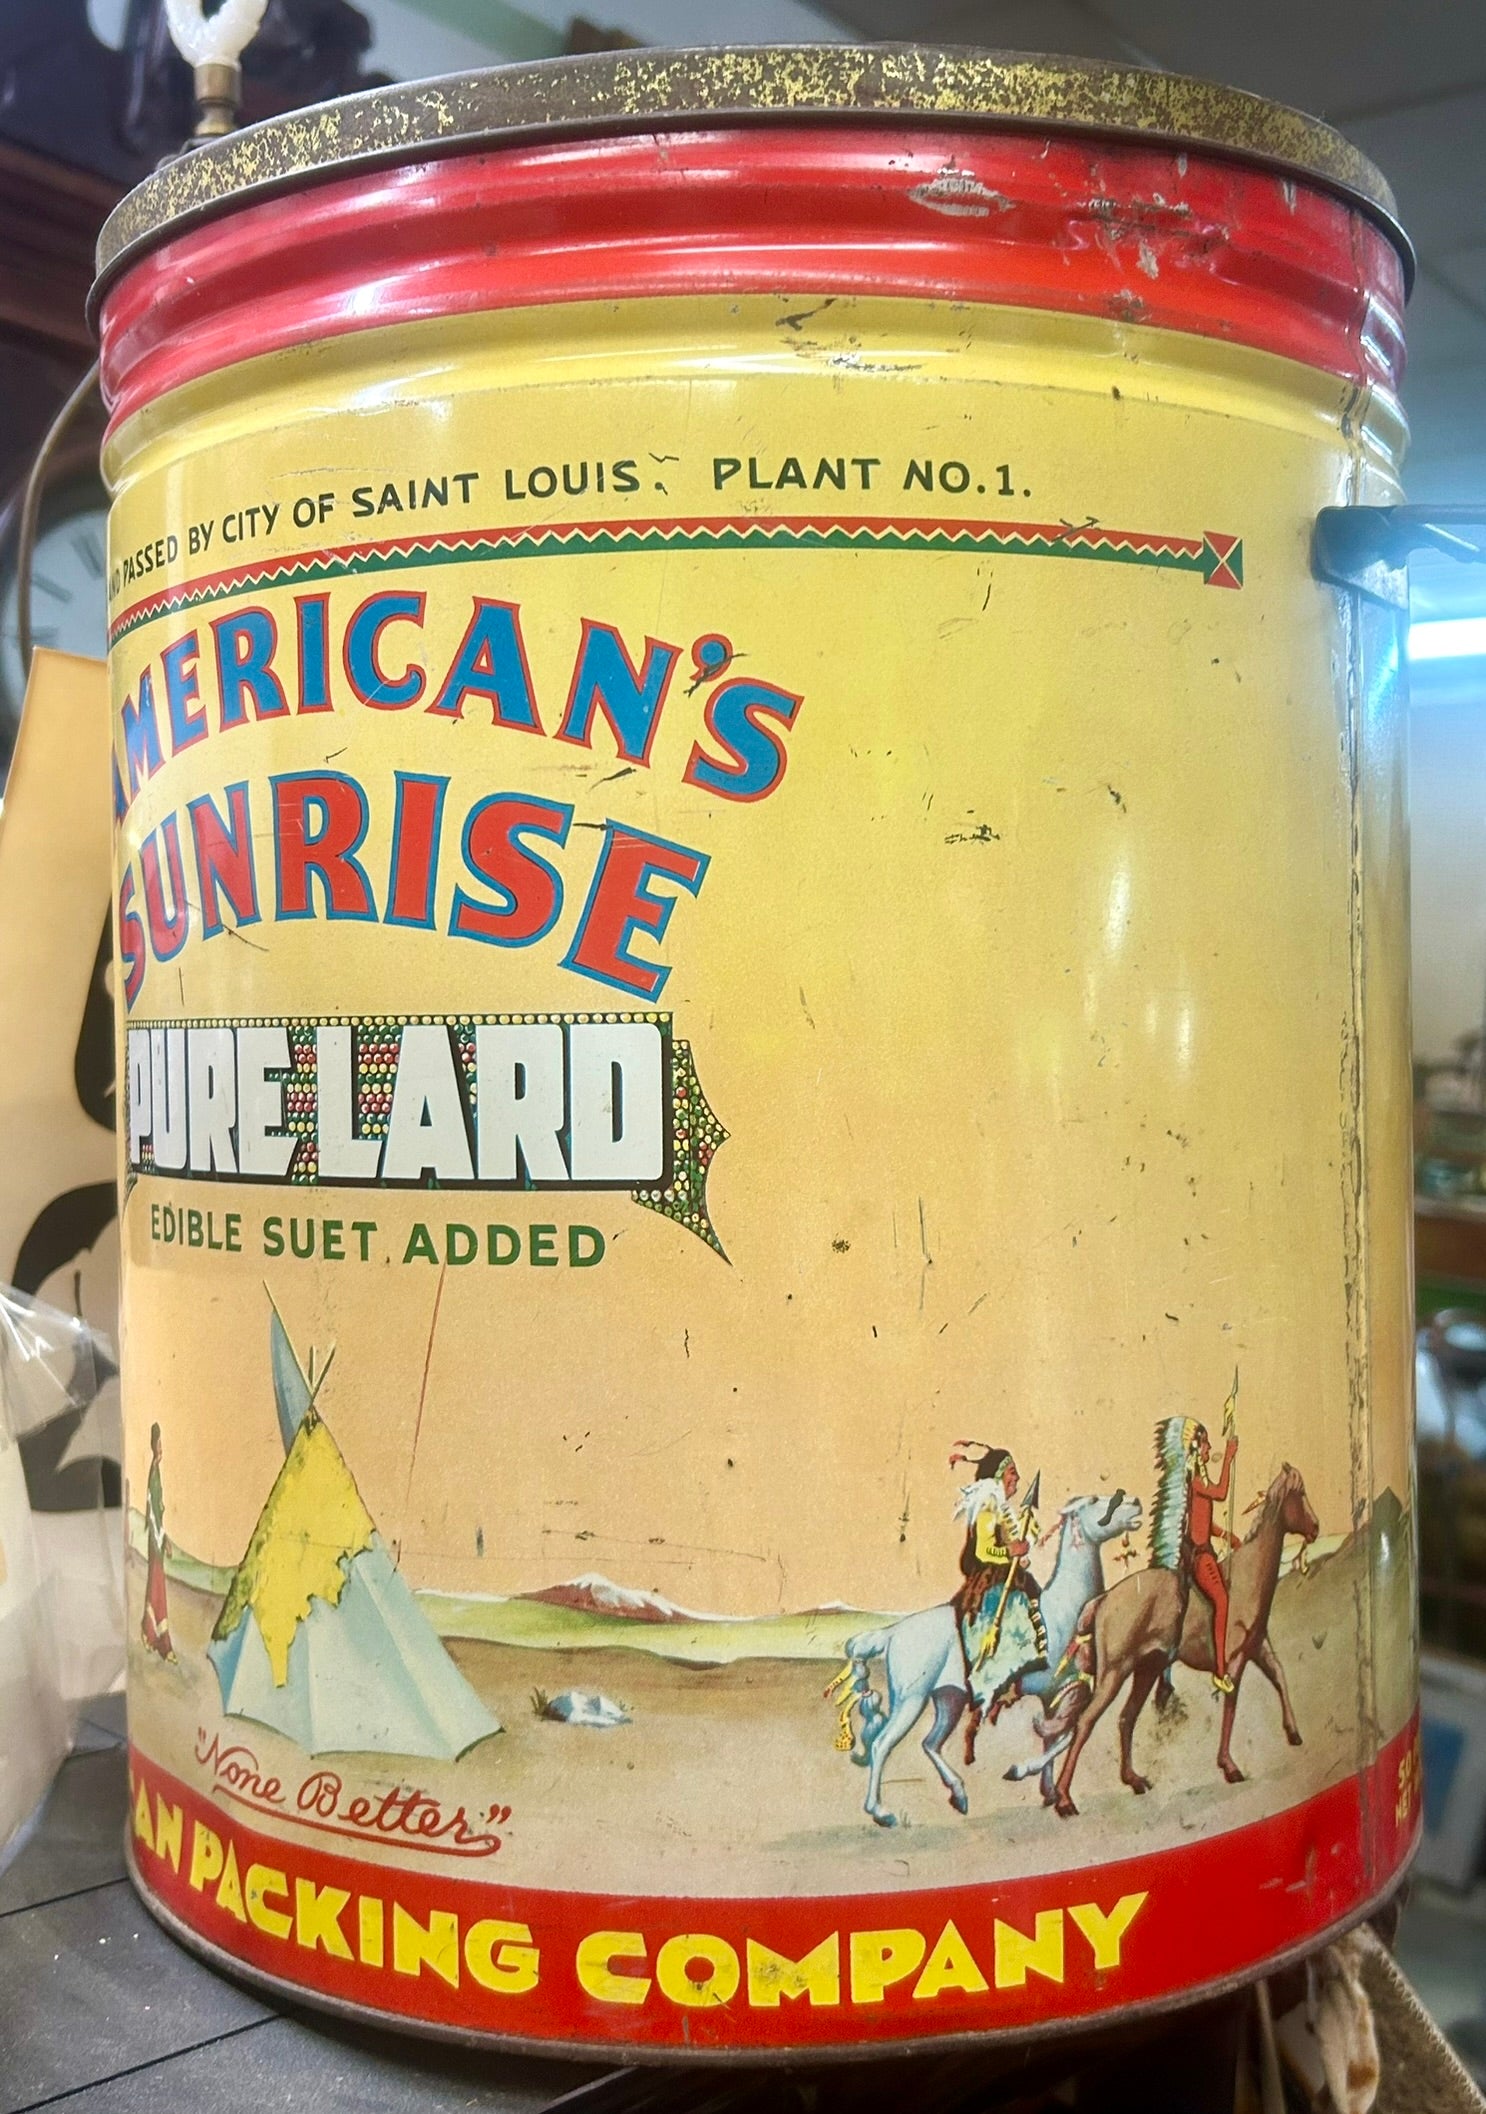 PASSED BY CITY OF SAINT LOUIS. PLANT NO. 1.
AMERICAN'S
SUNRISE
PURE LARD
EDIBLE SUET ADDED
"None Better"
AN PACKING COMPANY